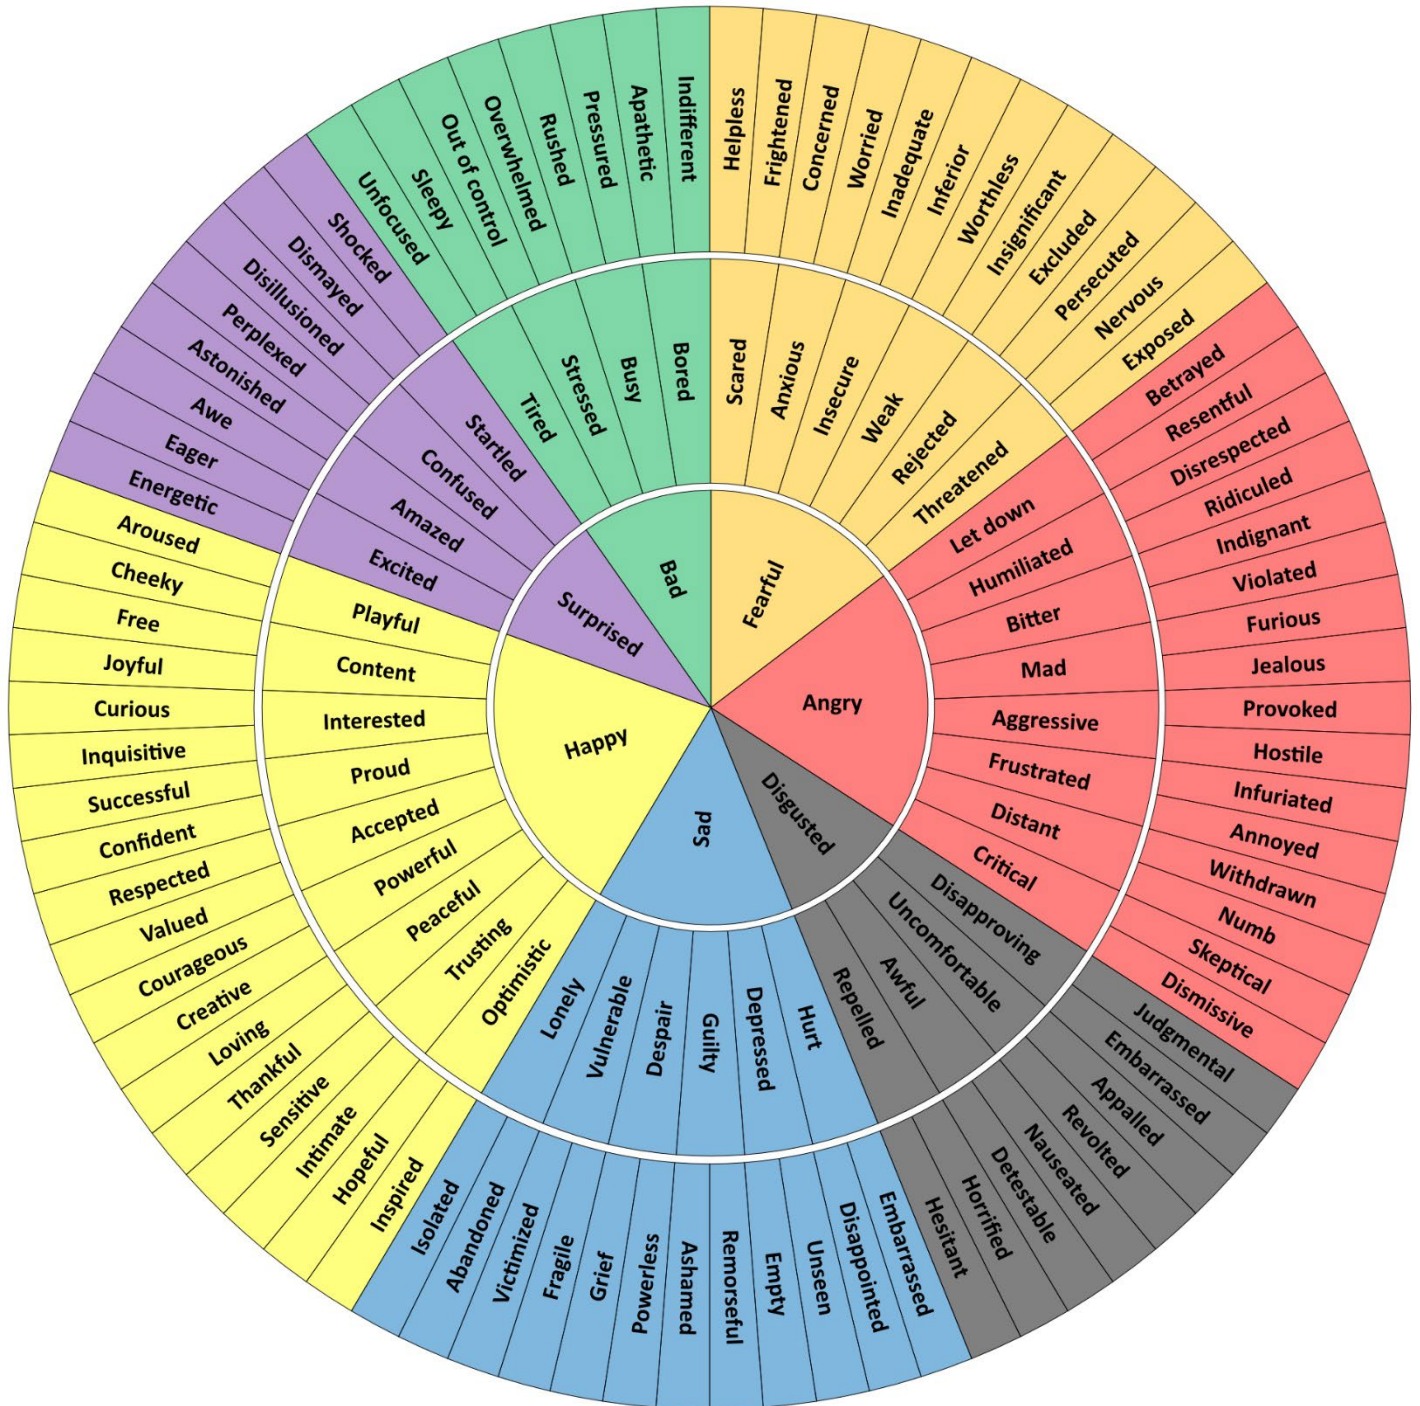 Fearful
Angry
Disgusted
Sad
Happy
Surprised
Bad
Scared
Anxious
Insecure
Weak
Rejected
Threatened
Let down
Humiliated
Bitter
Mad
Aggressive
Frustrated
Distant
Critical
Disapproving
Uncomfortable
Awful
Repelled
Hurt
Depressed
Guilty
Despair
Vulnerable
Lonely
Optimistic
Trusting
Peaceful
Powerful
Accepted
Proud
Interested
Content
Playful
Excited
Amazed
Confused
Startled
Tired
Stressed
Busy
Bored
Helpless
Frightened
Concerned
Worried
Inadequate
Inferior
Worthless
Insignificant
Excluded
Persecuted
Nervous
Exposed
Betrayed
Resentful
Disrespected
Ridiculed
Indignant
Violated
Furious
Jealous
Provoked
Hostile
Infuriated
Annoyed
Withdrawn
Numb
Skeptical
Dismissive
Judgmental
Embarrassed
Appalled
Revolted
Nauseated
Detestable
Horrified
Hesitant
Embarrassed
Disappointed
Unseen
Empty
Remorseful
Ashamed
Powerless
Grief
Fragile
Victimized
Abandoned
Isolated
Inspired
Hopeful
Intimate
Sensitive
Thankful
Loving
Creative
Courageous
Valued
Respected
Confident
Successful
Inquisitive
Curious
Joyful
Free
Cheeky
Aroused
Energetic
Eager
Awe
Astonished
Perplexed
Disillusioned
Dismayed
Shocked
Unfocused
Sleepy
Out of control
Overwhelmed
Rushed
Pressured
Apathetic
Indifferent